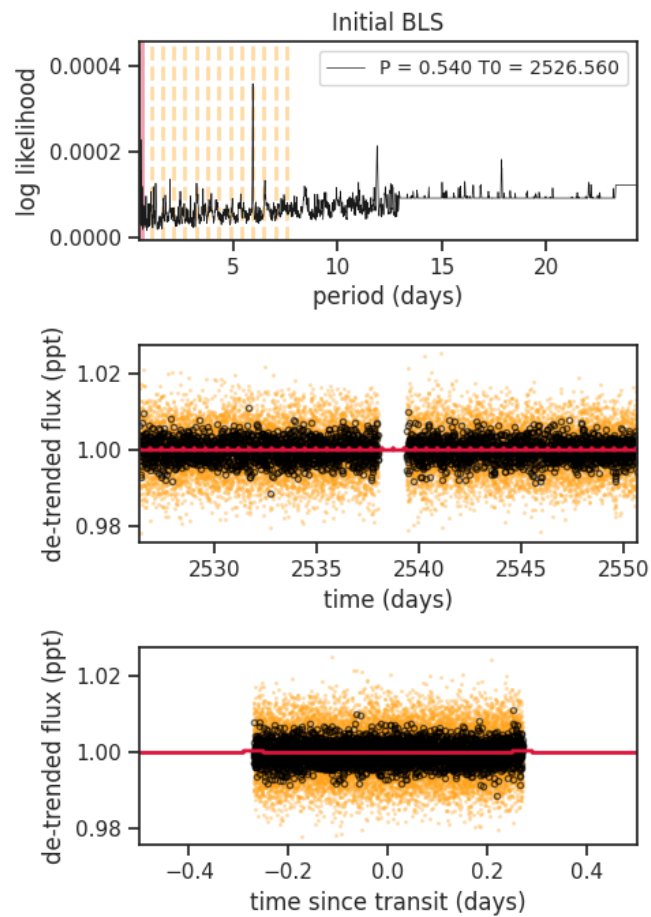 Initial BLS
log likelihood
0.0004
0.0002
0.0000
P = 0.540 T0 = 2526.560
5 10 15 20
period (days)
de-trended flux (ppt)
1.02
1.00
0.98
2530 2535 2540 2545 2550
time (days)
de-trended flux (ppt)
1.02
1.00
0.98
−0.4 −0.2 0.0 0.2 0.4
time since transit (days)